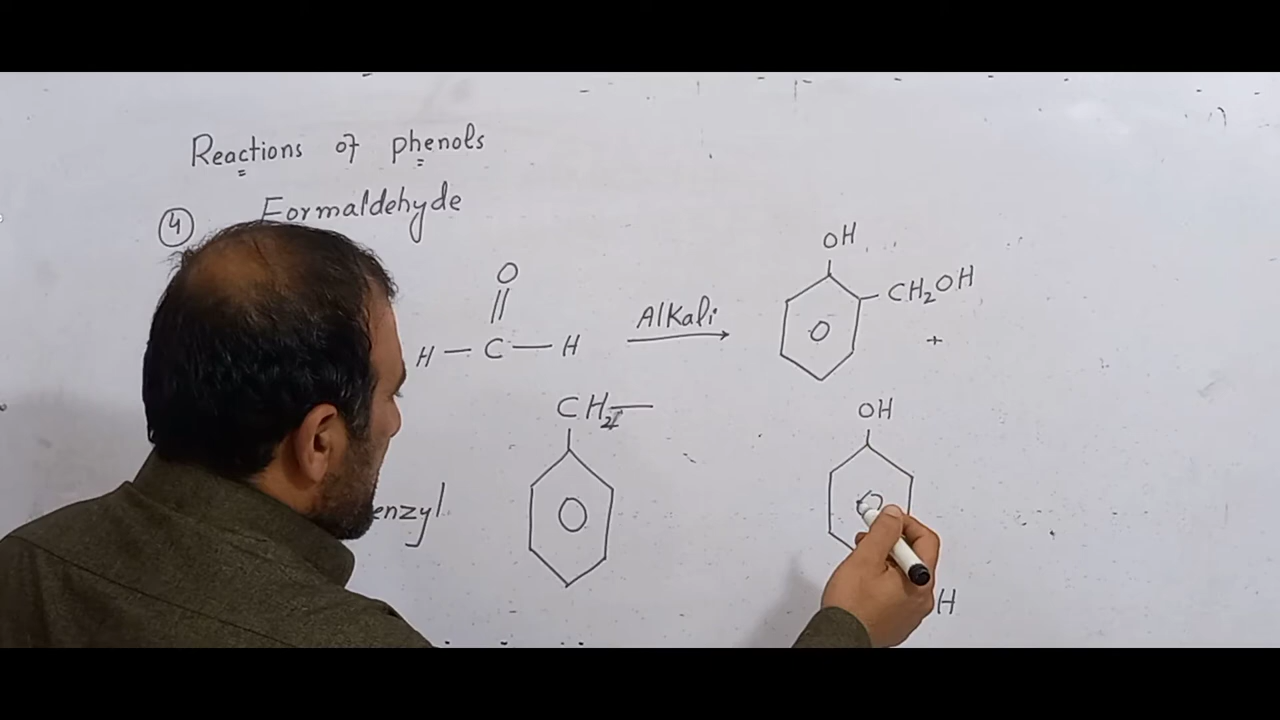 Reactions of phenols
4 Formaldehyde
O
H — C — H
Alkali
OH
CH2OH
+
CH2—
enzyl
OH
H